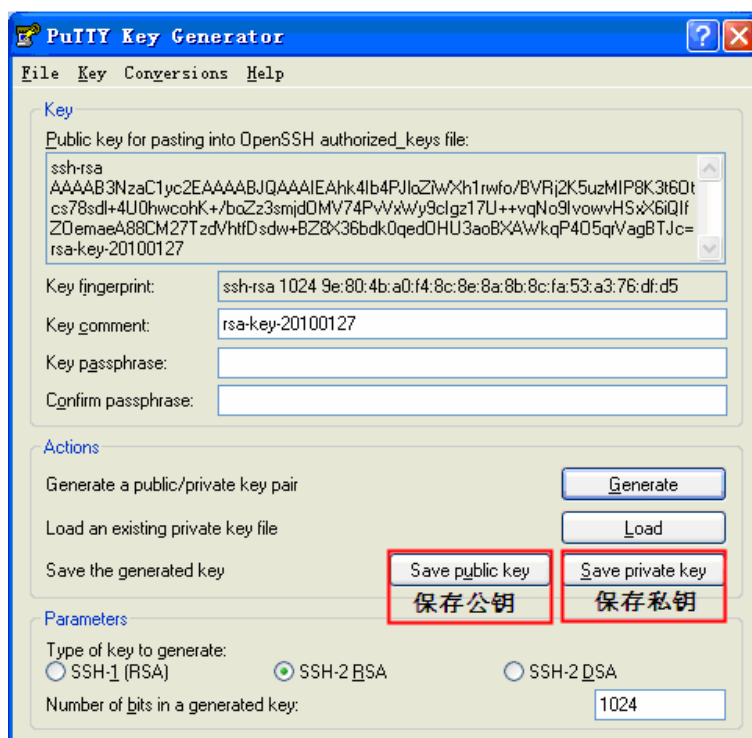 PuTTY Key Generator
File Key Conversions Help
Key
Public key for pasting into OpenSSH authorized_keys file:
ssh-rsa
AAAAB3NzaC1yc2EAAAABJQAAAIEAhk4Ib4PJIoZiWXh1rwfo/BVRj2K5uzMIP8K3t6Ot
cs78sdI+4U0hwcohK+/boZz3smjdOMV74PvVxWy9cIgz17U++vqNo9IvowvHSxX6iQIf
ZOemaeA88CM27TzdVhtfDsdw+BZ8X36bdk0qedOHU3aoBXAWkqP4O5qrVagBTJc=
rsa-key-20100127
Key fingerprint: ssh-rsa 1024 9e:80:4b:a0:f4:8c:8e:8a:8b:8c:fa:53:a3:76:df:d5
Key comment: rsa-key-20100127
Key passphrase:
Confirm passphrase:
Actions
Generate a public/private key pair Generate
Load an existing private key file Load
Save the generated key Save public key Save private key
保存公钥 保存私钥
Parameters
Type of key to generate:
SSH-1 (RSA) SSH-2 RSA SSH-2 DSA
Number of bits in a generated key: 1024